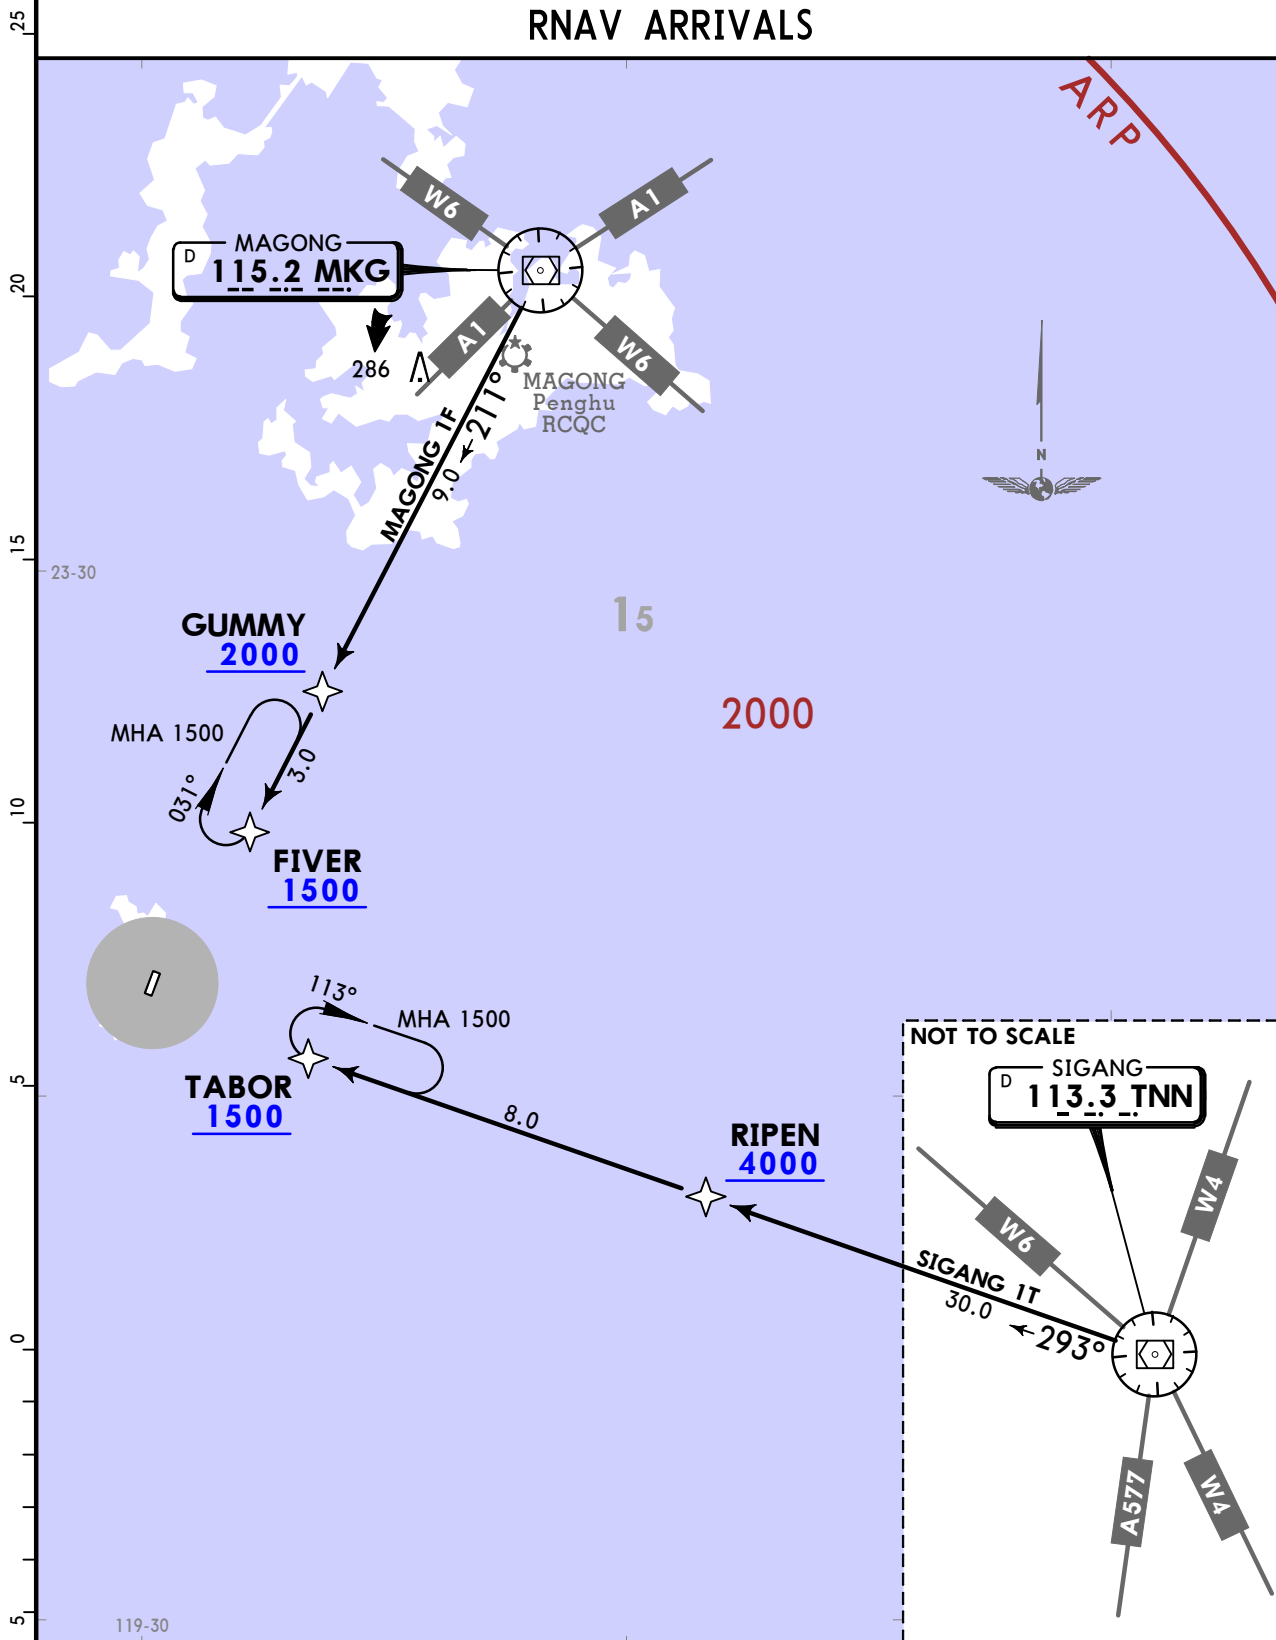 RNAV ARRIVALS
25
ARP
W6
A1
MAGONG
D
115.2 MKG
20
A1
W6
286
MAGONG
Penghu
RCQC
211°
MAGONG 1F
9.0
N
15
23-30
15
GUMMY
2000
2000
MHA 1500
3.0
031°
10
FIVER
1500
113°
MHA 1500
NOT TO SCALE
SIGANG
D
113.3 TNN
5
TABOR
1500
8.0
RIPEN
4000
W4
W6
SIGANG 1T
30.0
293°
0
A577
W4
5
119-30